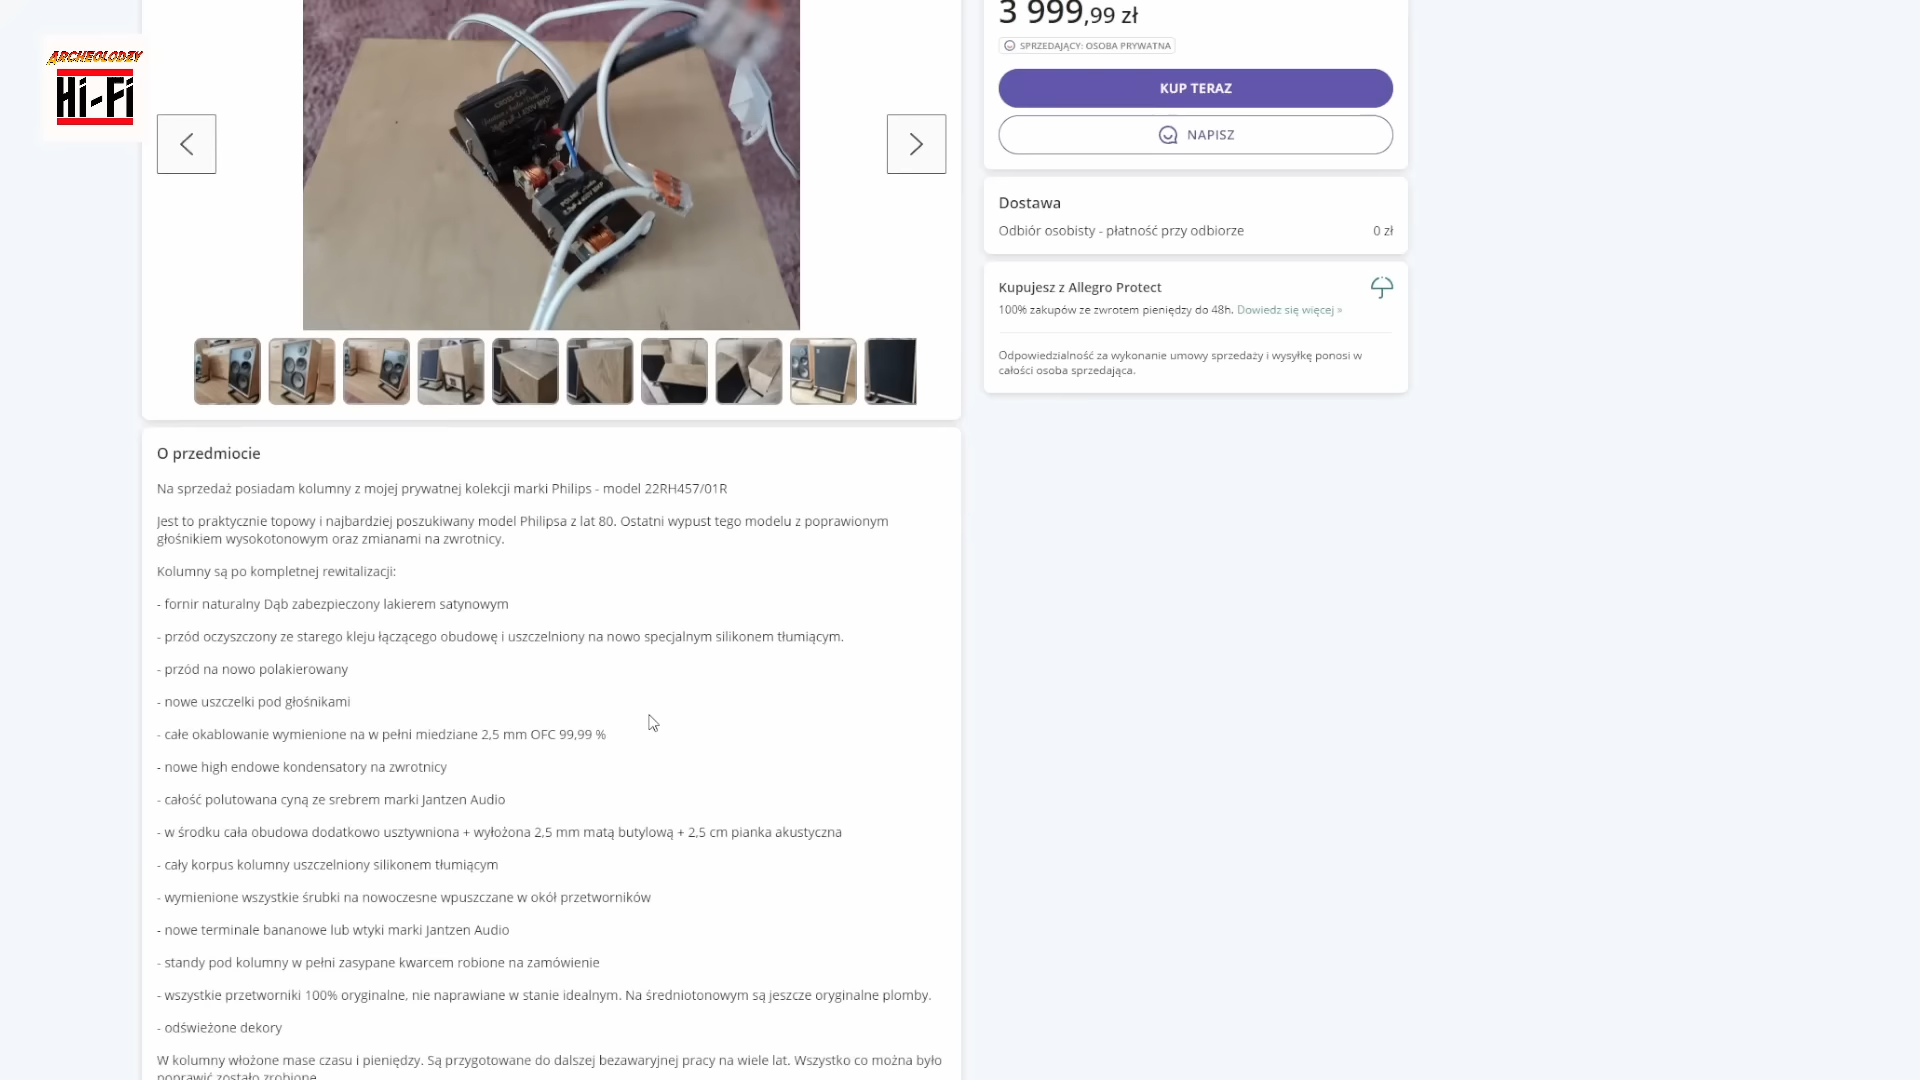 ARCHEOLODZY
Hi-Fi
CROSS-CAP
3 999,99 zł
SPRZEDAJĄCY: OSOBA PRYWATNA
KUP TERAZ
NAPISZ
Dostawa
Odbiór osobisty - płatność przy odbiorze 0 zł
Kupujesz z Allegro Protect
100% zakupów ze zwrotem pieniędzy do 48h. Dowiedz się więcej »
Odpowiedzialność za wykonanie umowy sprzedaży i wysyłkę ponosi w
całości osoba sprzedająca.
O przedmiocie
Na sprzedaż posiadam kolumny z mojej prywatnej kolekcji marki Philips - model 22RH457/01R
Jest to praktycznie topowy i najbardziej poszukiwany model Philipsa z lat 80. Ostatni wypust tego modelu z poprawionym
głośnikiem wysokotonowym oraz zmianami na zwrotnicy.
Kolumny są po kompletnej rewitalizacji:
- fornir naturalny Dąb zabezpieczony lakierem satynowym
- przód oczyszczony ze starego kleju łączącego obudowę i uszczelniony na nowo specjalnym silikonem tłumiącym.
- przód na nowo polakierowany
- nowe uszczelki pod głośnikami
- całe okablowanie wymienione na w pełni miedziane 2,5 mm OFC 99,99 %
- nowe high endowe kondensatory na zwrotnicy
- całość polutowana cyną ze srebrem marki Jantzen Audio
- w środku cała obudowa dodatkowo usztywniona + wyłożona 2,5 mm matą butylową + 2,5 cm pianka akustyczna
- cały korpus kolumny uszczelniony silikonem tłumiącym
- wymienione wszystkie śrubki na nowoczesne wpuszczane w okół przetworników
- nowe terminale bananowe lub wtyki marki Jantzen Audio
- standy pod kolumny w pełni zasypane kwarcem robione na zamówienie
- wszystkie przetworniki 100% oryginalne, nie naprawiane w stanie idealnym. Na średniotonowym są jeszcze oryginalne plomby.
- odświeżone dekory
W kolumny włożone mase czasu i pieniędzy. Są przygotowane do dalszej bezawaryjnej pracy na wiele lat. Wszystko co można było
poprawić zostało zrobione.